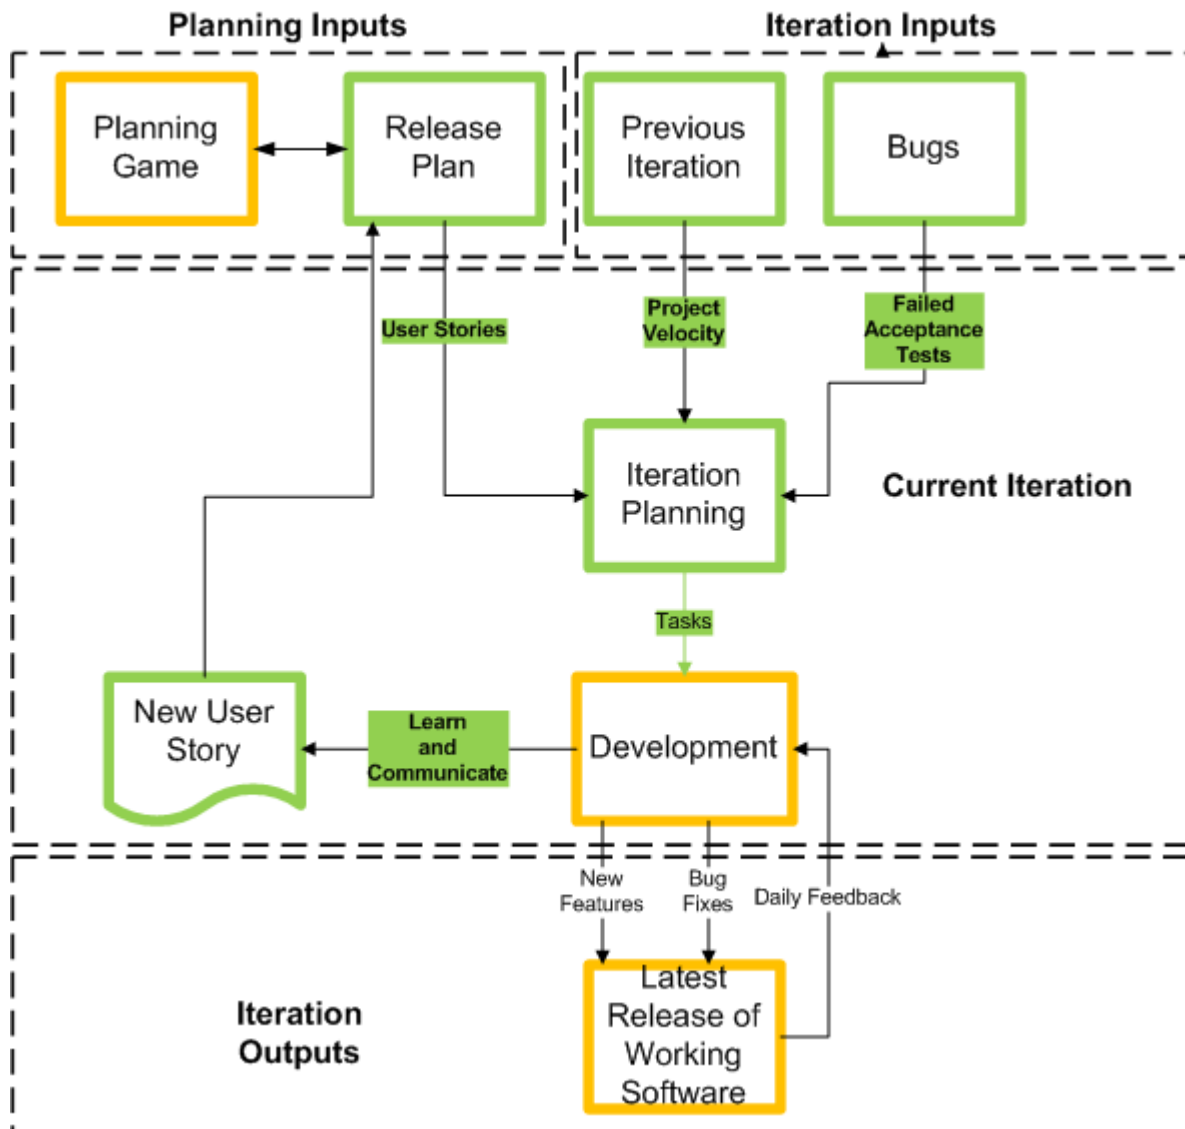 Planning Inputs
Iteration Inputs
Planning
Game
Release
Plan
Previous
Iteration
Bugs
User Stories
Project
Velocity
Failed
Acceptance
Tests
Iteration
Planning
Current Iteration
Tasks
New User
Story
Learn
and
Communicate
Development
New
Features
Bug
Fixes
Daily Feedback
Iteration
Outputs
Latest
Release of
Working
Software